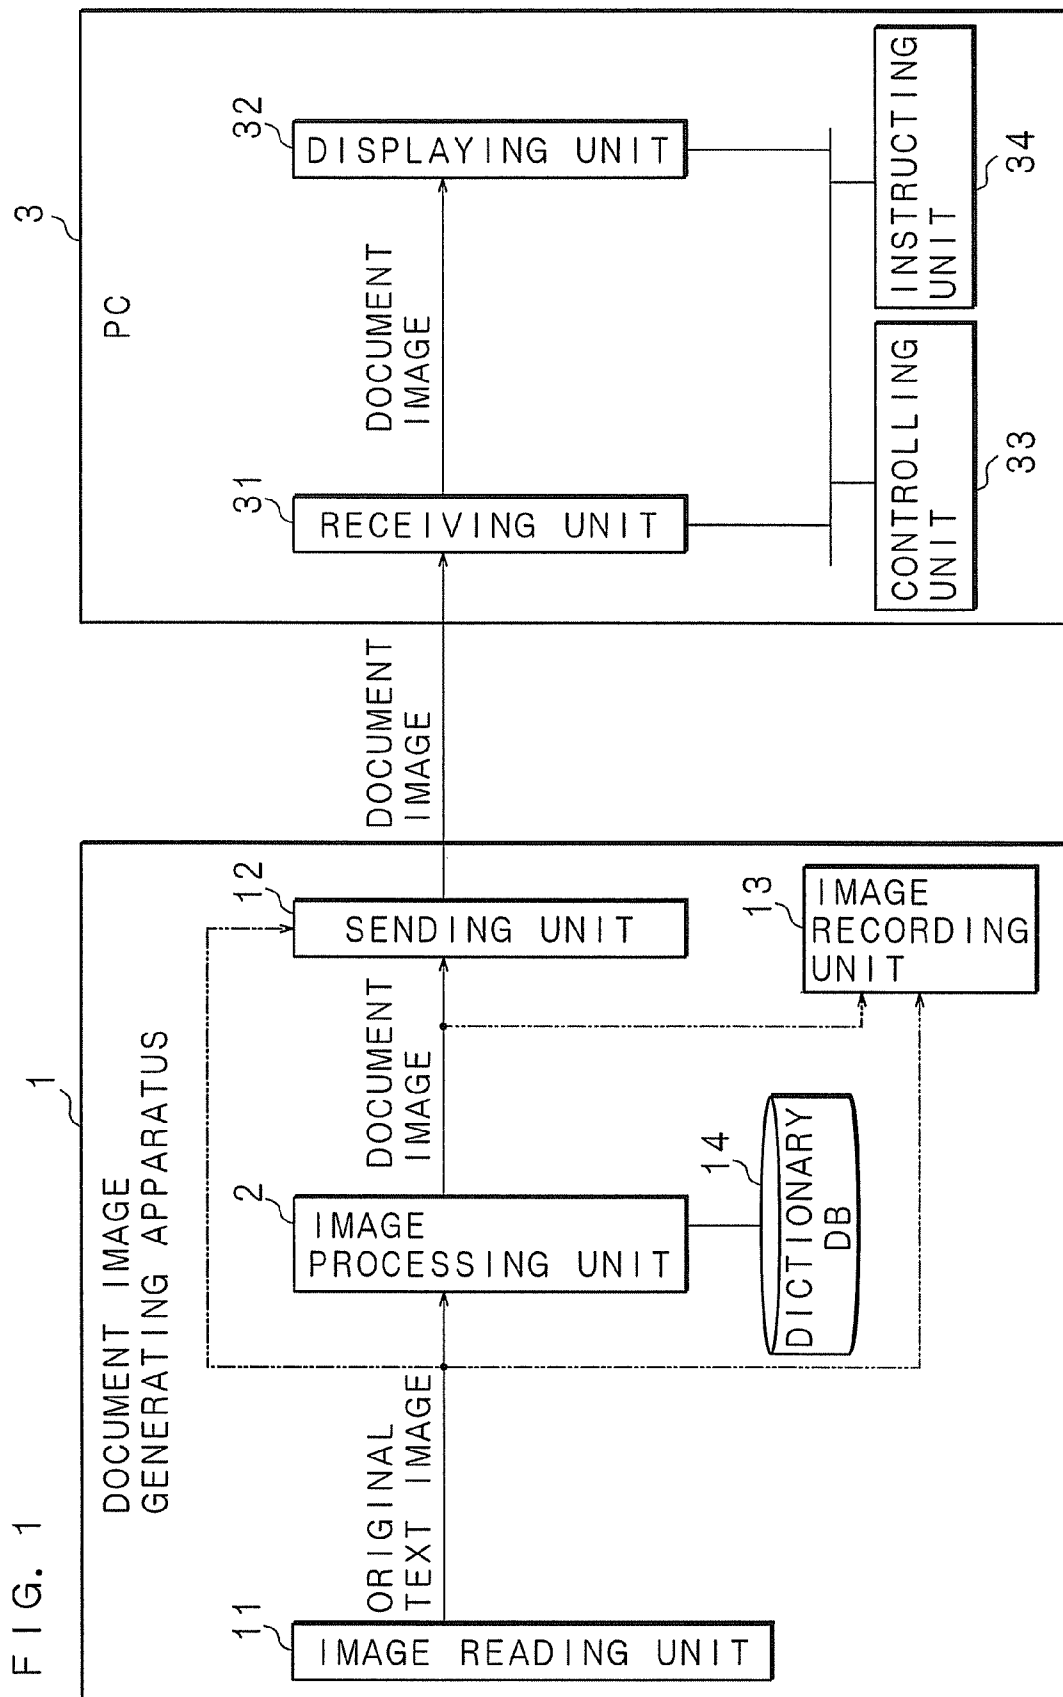 FIG. 1
1
DOCUMENT IMAGE
GENERATING APPARATUS
11
IMAGE READING UNIT
ORIGINAL
TEXT IMAGE
2
IMAGE
PROCESSING UNIT
14
DICTIONARY
DB
DOCUMENT
IMAGE
12
SENDING UNIT
13
IMAGE
RECORDING
UNIT
DOCUMENT
IMAGE
3
PC
31
RECEIVING UNIT
DOCUMENT
IMAGE
32
DISPLAYING UNIT
CONTROLLING
UNIT
33
INSTRUCTING
UNIT
34